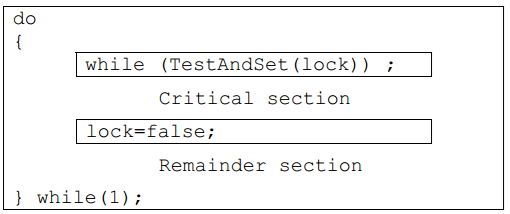 do
{
while (TestAndSet(lock)) ;
Critical section
lock=false;
Remainder section
} while(1);